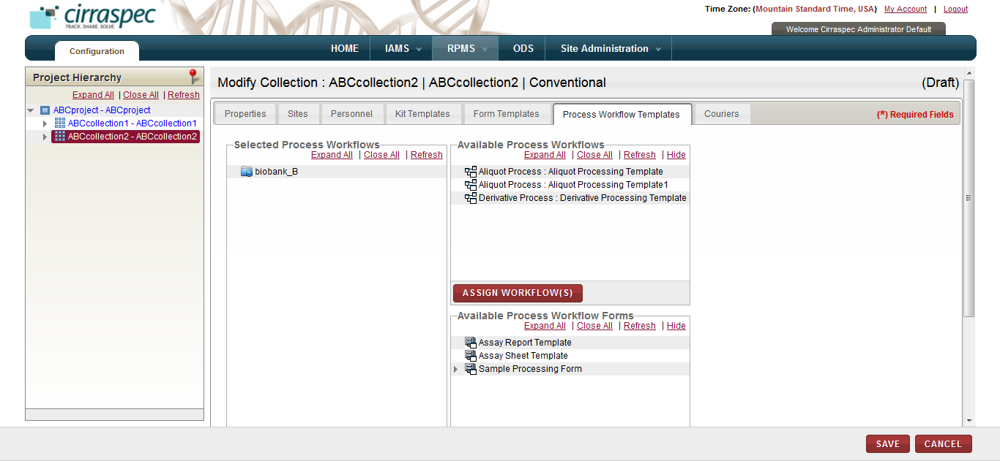 cirraspec
TRACK. SHARE. SOLVE.
Time Zone: (Mountain Standard Time, USA) My Account | Logout
Welcome Cirraspec Administrator Default
Configuration
HOME IAMS RPMS ODS Site Administration
Project Hierarchy
Expand All | Close All | Refresh
ABCproject - ABCproject
ABCcollection1 - ABCcollection1
ABCcollection2 - ABCcollection2
Modify Collection : ABCcollection2 | ABCcollection2 | Conventional (Draft)
Properties Sites Personnel Kit Templates Form Templates Process Workflow Templates Couriers (*) Required Fields
Selected Process Workflows
Expand All | Close All | Refresh
biobank_B
Available Process Workflows
Expand All | Close All | Refresh | Hide
Aliquot Process : Aliquot Processing Template
Aliquot Process : Aliquot Processing Template1
Derivative Process : Derivative Processing Template
ASSIGN WORKFLOW(S)
Available Process Workflow Forms
Expand All | Close All | Refresh | Hide
Assay Report Template
Assay Sheet Template
Sample Processing Form
SAVE CANCEL